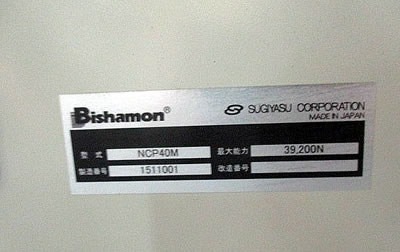 Bishamon® SUGIYASU CORPORATION
MADE IN JAPAN
型式 NCP40M 最大能力 39,200N
製造番号 1511001 改造番号